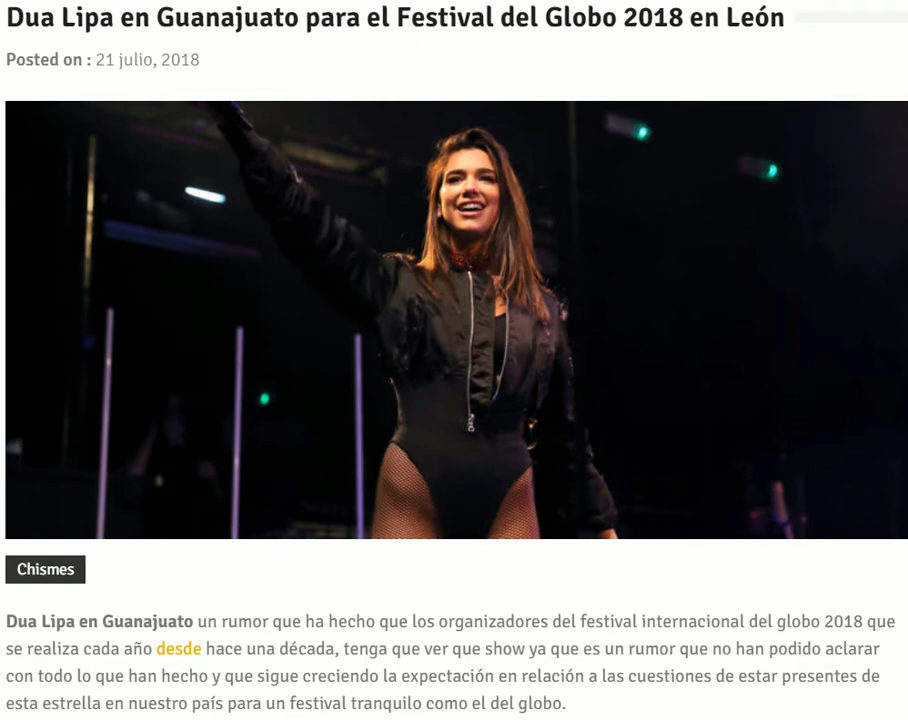 Dua Lipa en Guanajuato para el Festival del Globo 2018 en León
Posted on : 21 julio, 2018
Chismes
Dua Lipa en Guanajuato un rumor que ha hecho que los organizadores del festival internacional del globo 2018 que
se realiza cada año desde hace una década, tenga que ver que show ya que es un rumor que no han podido aclarar
con todo lo que han hecho y que sigue creciendo la expectación en relación a las cuestiones de estar presentes de
esta estrella en nuestro país para un festival tranquilo como el del globo.